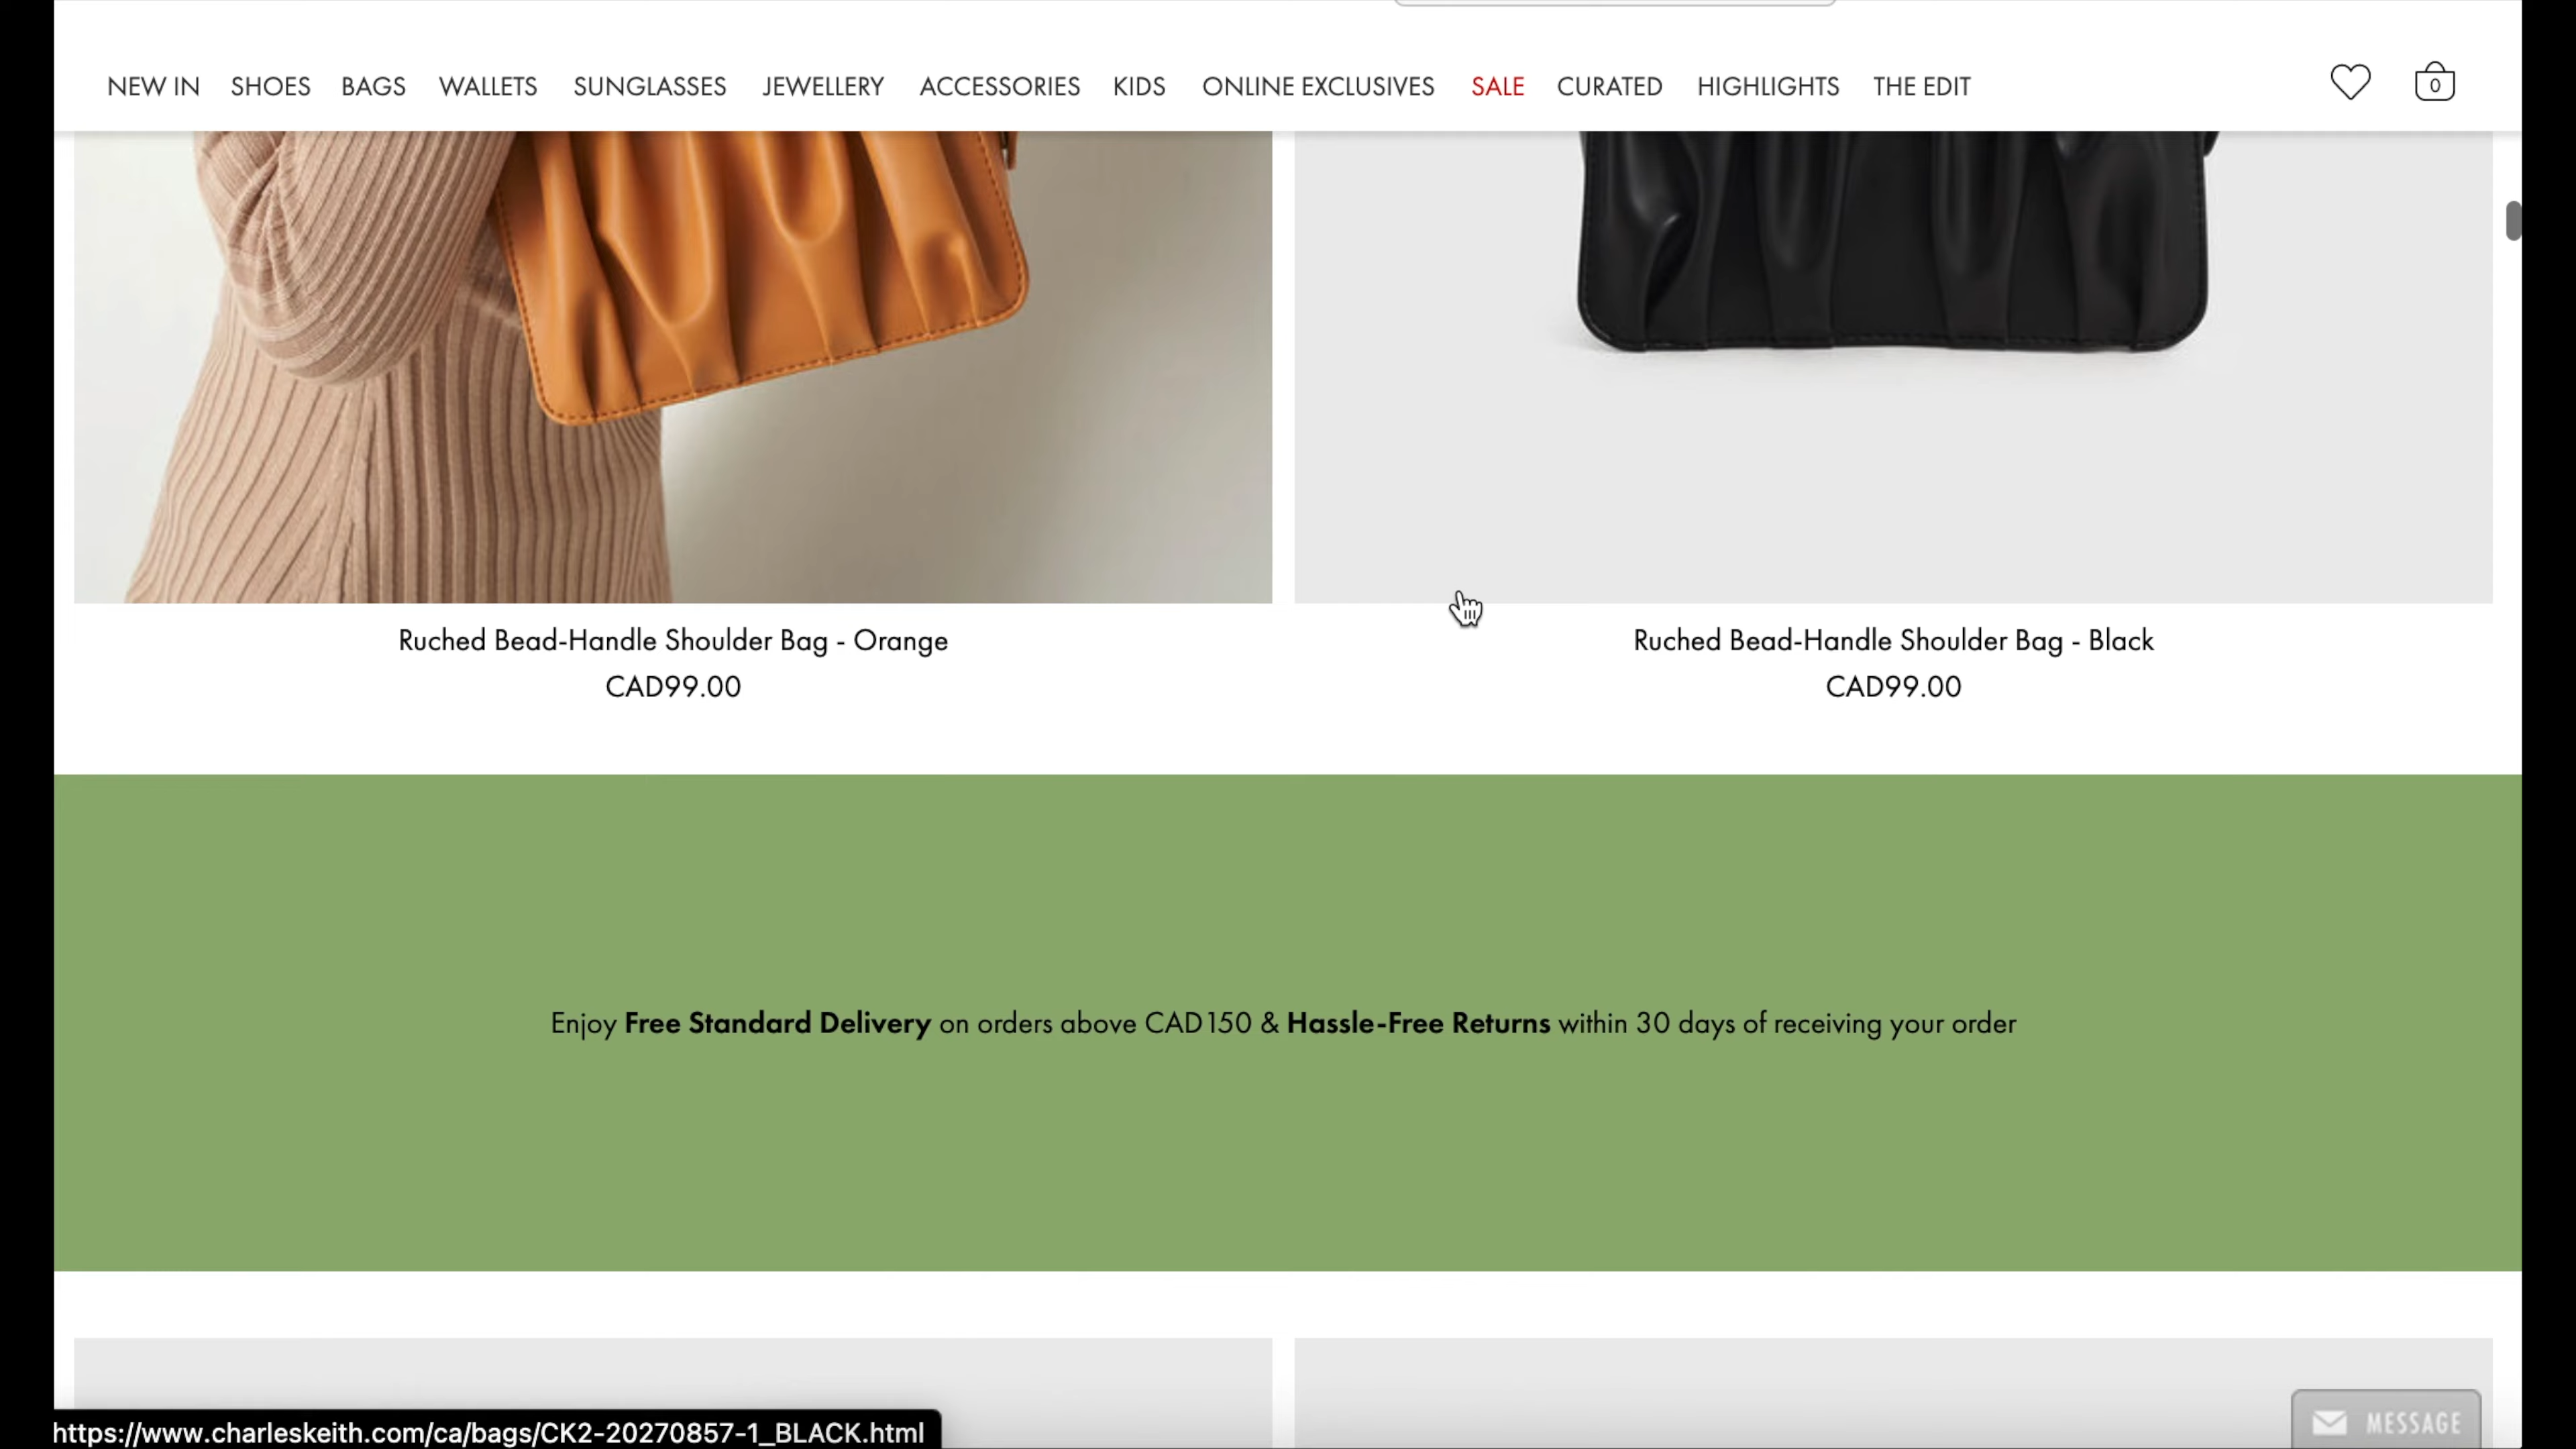 NEW IN SHOES BAGS WALLETS SUNGLASSES JEWELLERY ACCESSORIES KIDS ONLINE EXCLUSIVES SALE CURATED HIGHLIGHTS THE EDIT 0
Ruched Bead-Handle Shoulder Bag - Orange
CAD99.00
Ruched Bead-Handle Shoulder Bag - Black
CAD99.00
Enjoy Free Standard Delivery on orders above CAD150 & Hassle-Free Returns within 30 days of receiving your order
https://www.charleskeith.com/ca/bags/CK2-20270857-1_BLACK.html
MESSAGE